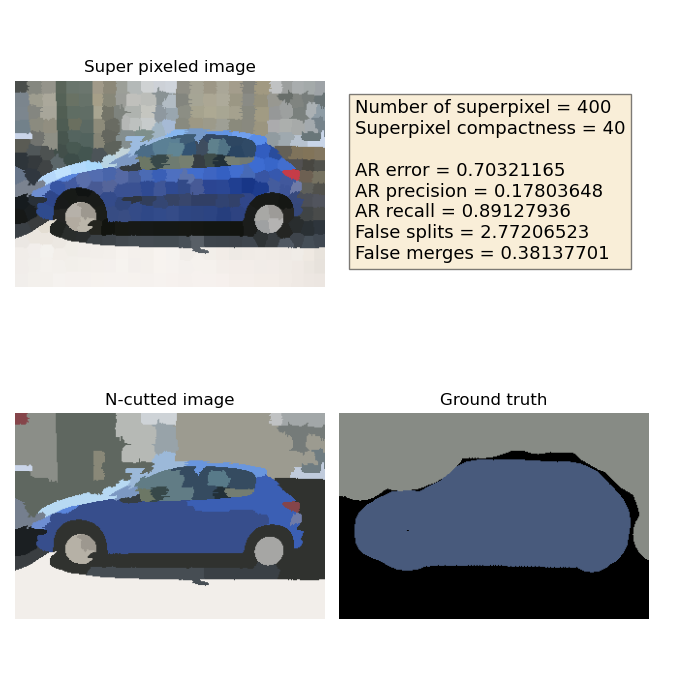 Super pixeled image
Number of superpixel = 400
Superpixel compactness = 40
AR error = 0.70321165
AR precision = 0.17803648
AR recall = 0.89127936
False splits = 2.77206523
False merges = 0.38137701
N-cutted image
Ground truth